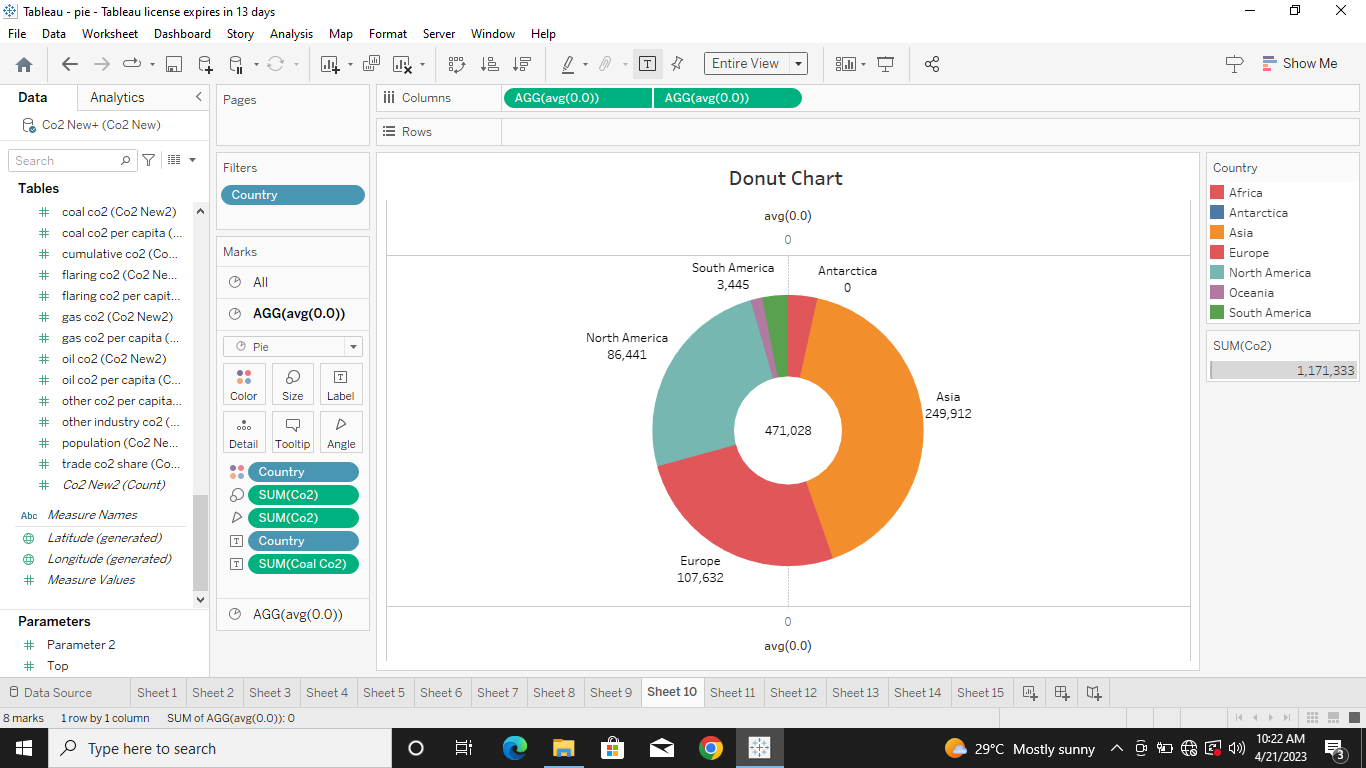 Tableau - pie - Tableau license expires in 13 days
File Data Worksheet Dashboard Story Analysis Map Format Server Window Help
Entire View
Show Me
Data Analytics
Co2 New+ (Co2 New)
Search
Tables
coal co2 (Co2 New2)
coal co2 per capita (...
cumulative co2 (Co...
flaring co2 (Co2 Ne...
flaring co2 per capit...
gas co2 (Co2 New2)
gas co2 per capita (...
oil co2 (Co2 New2)
oil co2 per capita (C...
other co2 per capita...
other industry co2 (...
population (Co2 Ne...
trade co2 share (Co...
Co2 New2 (Count)
Abc Measure Names
Latitude (generated)
Longitude (generated)
Measure Values
Parameters
Parameter 2
Top
Pages
Filters
Country
Marks
All
AGG(avg(0.0))
Pie
Color Size Label
Detail Tooltip Angle
Country
SUM(Co2)
SUM(Co2)
Country
SUM(Coal Co2)
AGG(avg(0.0))
Columns AGG(avg(0.0)) AGG(avg(0.0))
Rows
Donut Chart
avg(0.0)
0
South America
3,445
Antarctica
0
North America
86,441
Asia
249,912
471,028
Europe
107,632
0
avg(0.0)
Country
Africa
Antarctica
Asia
Europe
North America
Oceania
South America
SUM(Co2)
1,171,333
Data Source Sheet 1 Sheet 2 Sheet 3 Sheet 4 Sheet 5 Sheet 6 Sheet 7 Sheet 8 Sheet 9 Sheet 10 Sheet 11 Sheet 12 Sheet 13 Sheet 14 Sheet 15
8 marks 1 row by 1 column SUM of AGG(avg(0.0)): 0
Type here to search
29°C Mostly sunny
10:22 AM
4/21/2023
3